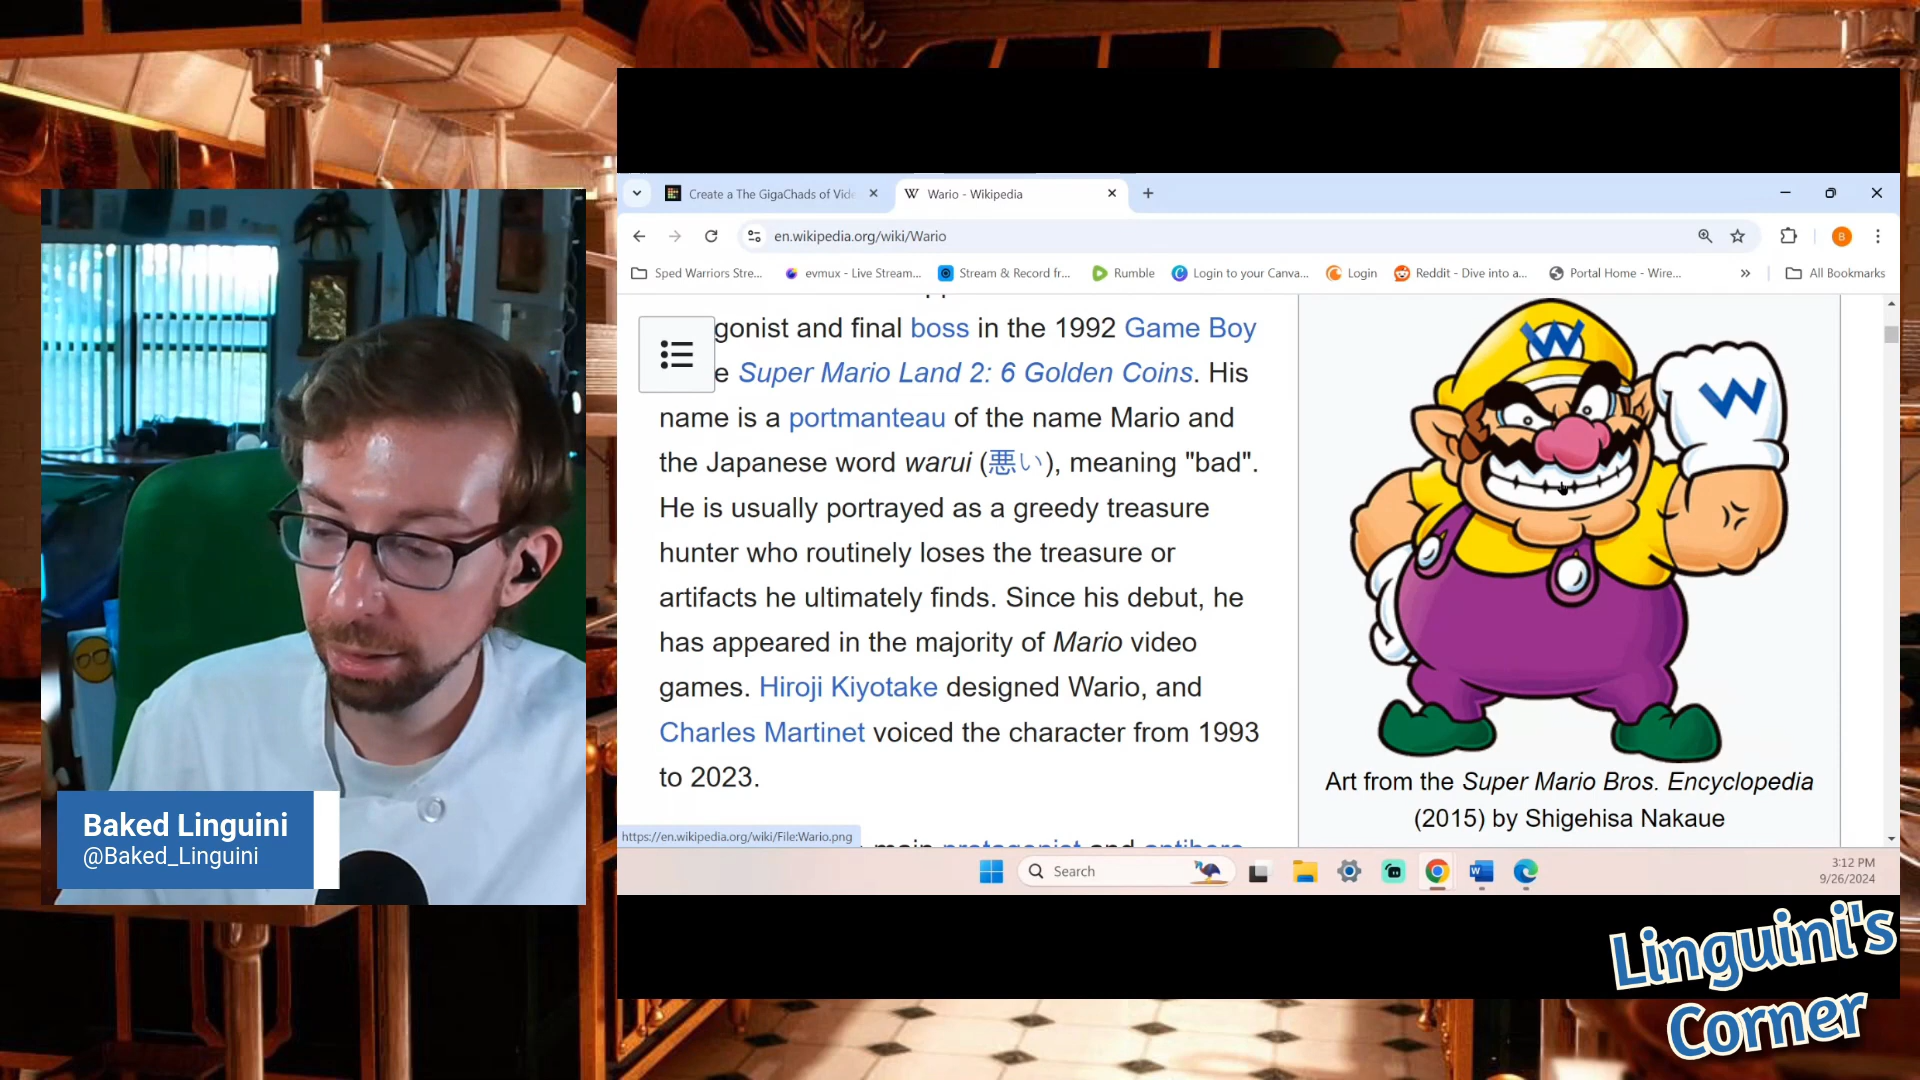 Create a The GigaChads of Vide
Wario - Wikipedia
en.wikipedia.org/wiki/Wario
B
Sped Warriors Stre...
evmux - Live Stream...
Stream & Record fr...
Rumble
Login to your Canva...
Login
Reddit - Dive into a...
Portal Home - Wire...
»
All Bookmarks
gonist and final boss in the 1992 Game Boy
e Super Mario Land 2: 6 Golden Coins. His
name is a portmanteau of the name Mario and
the Japanese word warui (悪い), meaning "bad".
He is usually portrayed as a greedy treasure
hunter who routinely loses the treasure or
artifacts he ultimately finds. Since his debut, he
has appeared in the majority of Mario video
games. Hiroji Kiyotake designed Wario, and
Charles Martinet voiced the character from 1993
to 2023.
main protagonist and antihero
https://en.wikipedia.org/wiki/File:Wario.png
W
W
Art from the Super Mario Bros. Encyclopedia
(2015) by Shigehisa Nakaue
Search
3:12 PM
9/26/2024
Baked Linguini
@Baked_Linguini
Linguini's
Corner